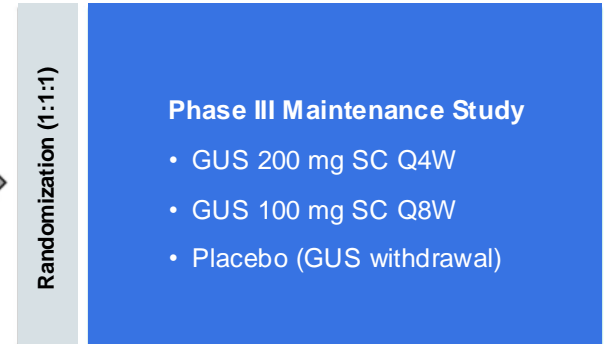 Randomization (1:1:1)
Phase III Maintenance Study
• GUS 200 mg SC Q4W
• GUS 100 mg SC Q8W
• Placebo (GUS withdrawal)